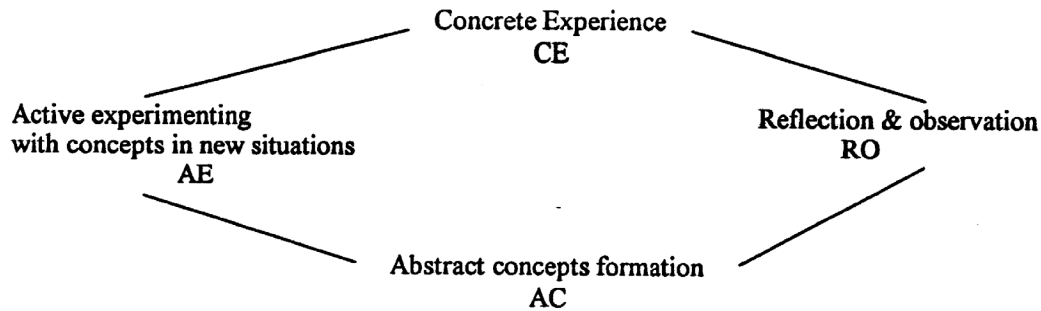 Concrete Experience
CE
Active experimenting
with concepts in new situations
AE
Reflection & observation
RO
Abstract concepts formation
AC